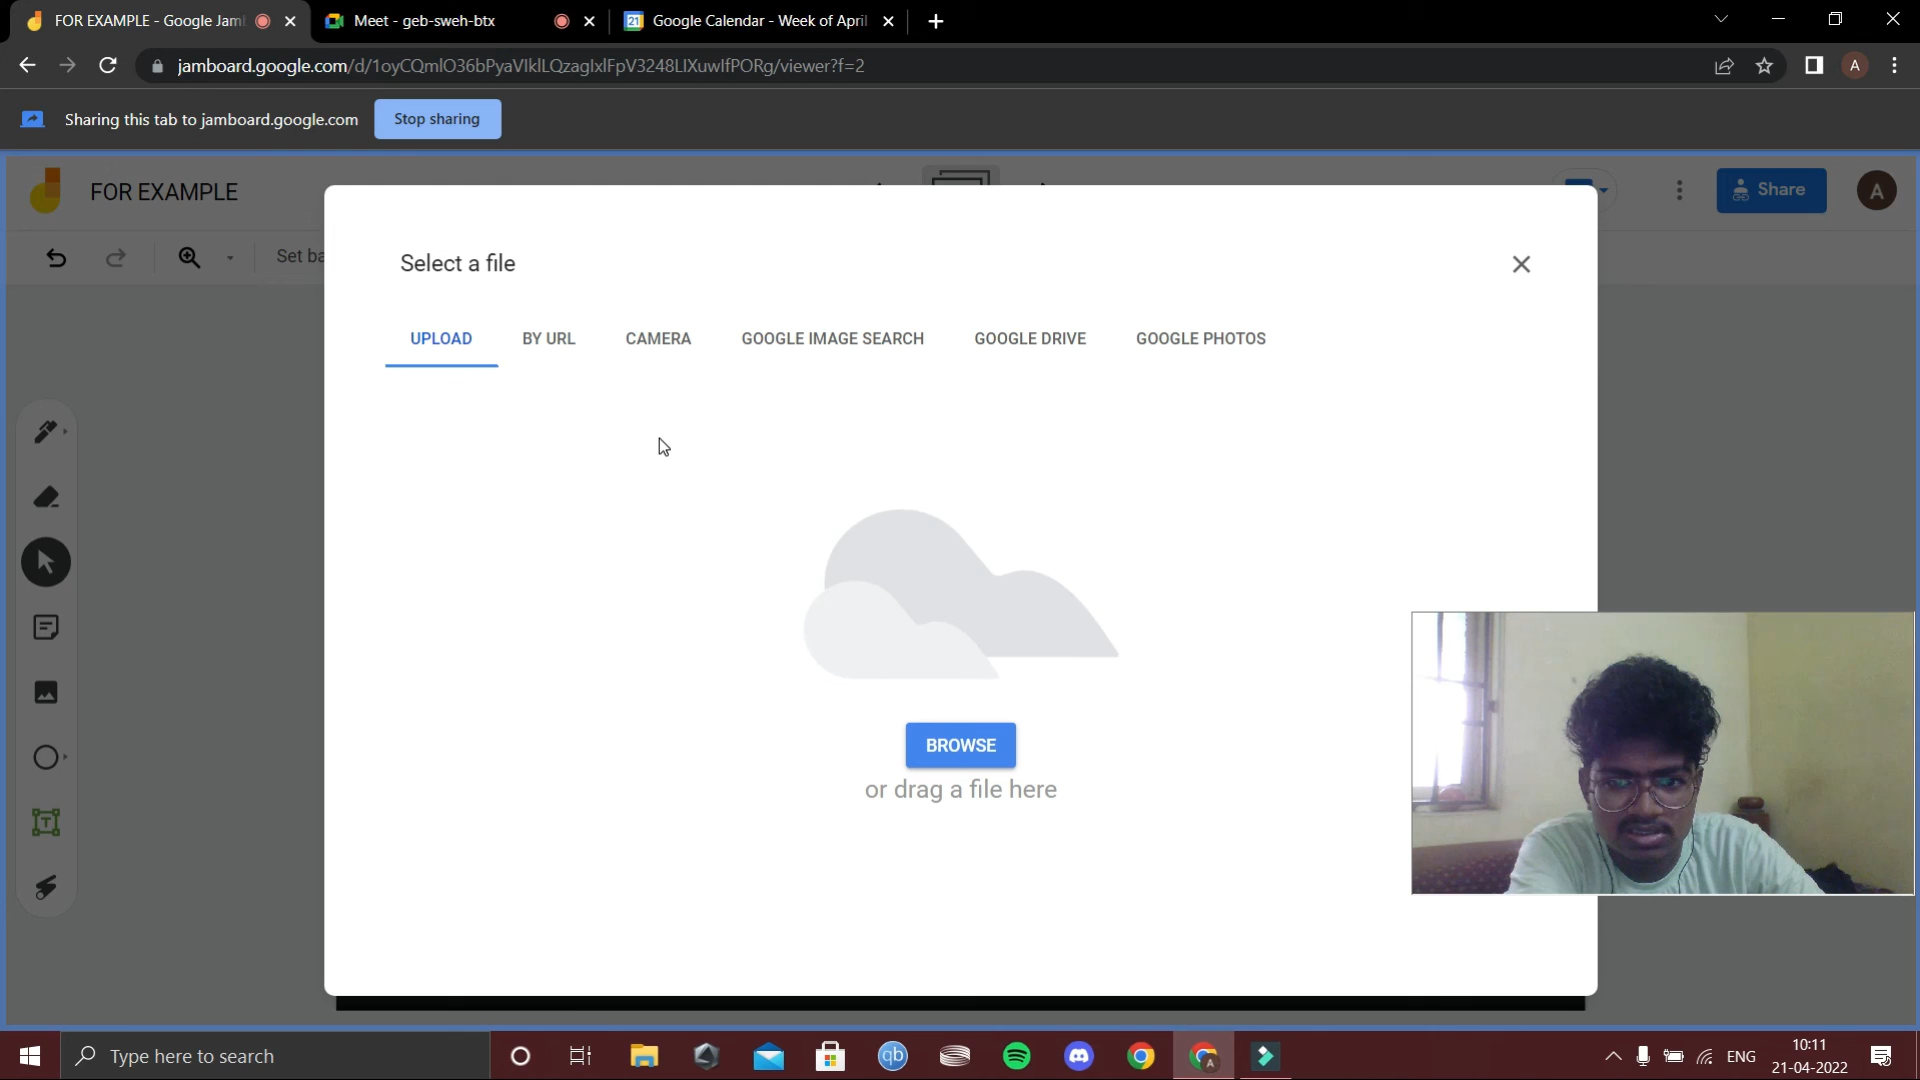 FOR EXAMPLE - Google Jam
Meet - geb-sweh-btx
21 Google Calendar - Week of April
jamboard.google.com/d/1oyCQmlO36bPyaVIklLQzaglxlFpV3248LlXuwlfPORg/viewer?f=2
A
Sharing this tab to jamboard.google.com
Stop sharing
FOR EXAMPLE
Share
A
Set ba
Select a file
UPLOAD
BY URL
CAMERA
GOOGLE IMAGE SEARCH
GOOGLE DRIVE
GOOGLE PHOTOS
BROWSE
or drag a file here
Type here to search
qb
A
ENG
10:11
21-04-2022